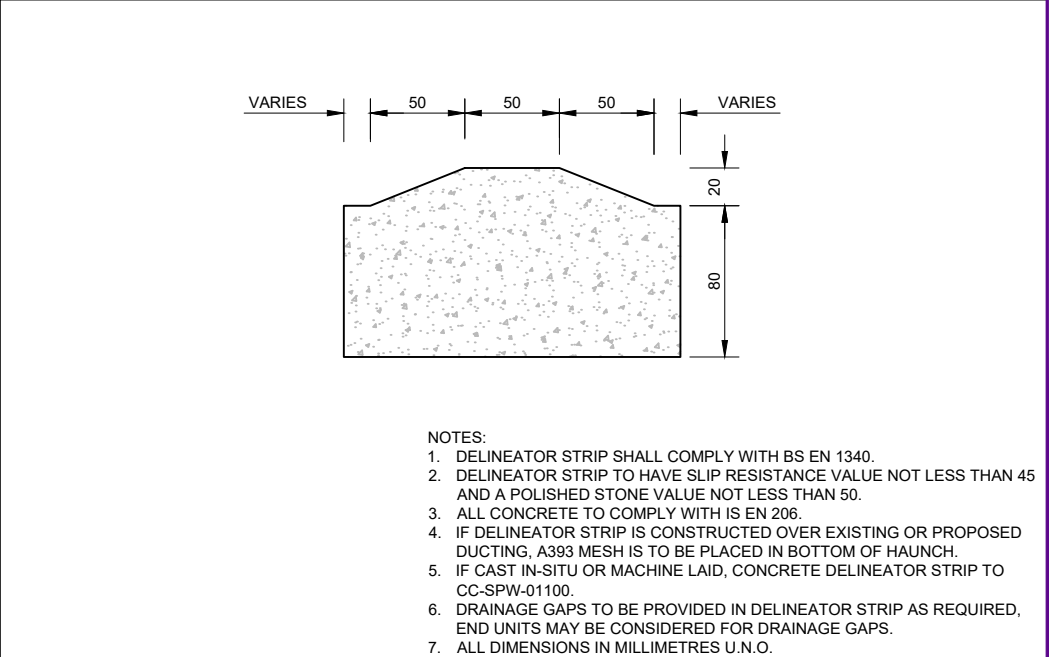 VARIES 50 50 50 VARIES
20
80
NOTES:
1. DELINEATOR STRIP SHALL COMPLY WITH BS EN 1340.
2. DELINEATOR STRIP TO HAVE SLIP RESISTANCE VALUE NOT LESS THAN 45
AND A POLISHED STONE VALUE NOT LESS THAN 50.
3. ALL CONCRETE TO COMPLY WITH IS EN 206.
4. IF DELINEATOR STRIP IS CONSTRUCTED OVER EXISTING OR PROPOSED
DUCTING, A393 MESH IS TO BE PLACED IN BOTTOM OF HAUNCH.
5. IF CAST IN-SITU OR MACHINE LAID, CONCRETE DELINEATOR STRIP TO
CC-SPW-01100.
6. DRAINAGE GAPS TO BE PROVIDED IN DELINEATOR STRIP AS REQUIRED,
END UNITS MAY BE CONSIDERED FOR DRAINAGE GAPS.
7. ALL DIMENSIONS IN MILLIMETRES U.N.O.